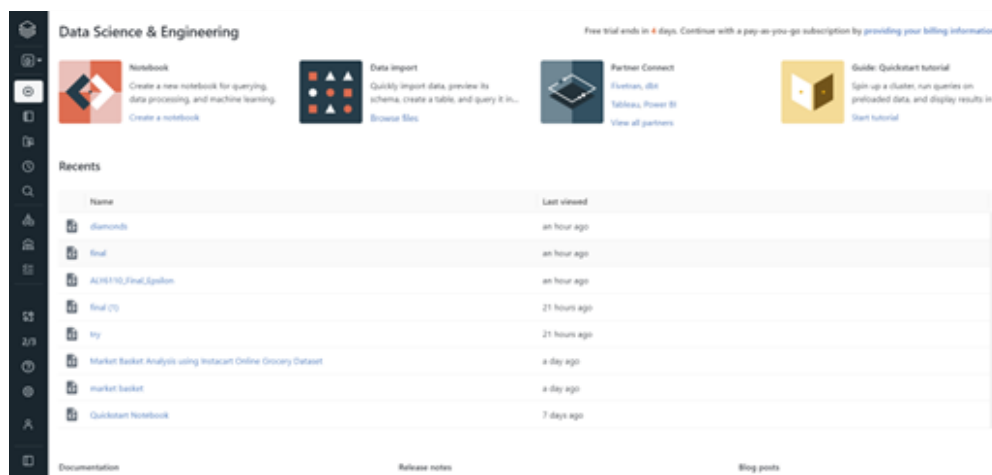 Data Science & Engineering
Free trial ends in 4 days. Continue with a pay-as-you-go subscription by providing your billing information
Notebook
Create a new notebook for querying,
data processing, and machine learning.
Create a notebook
Data import
Quickly import data, preview its
schema, create a table, and query it in...
Browse files
Partner Connect
Fivetran, dbt
Tableau, Power BI
View all partners
Guide: Quickstart tutorial
Spin up a cluster, run queries on
preloaded data, and display results in
Start tutorial
Recents
Name Last viewed
diamonds an hour ago
final an hour ago
ALY6110_Final_Epsilon an hour ago
final (1) 21 hours ago
try 21 hours ago
Market Basket Analysis using Instacart Online Grocery Dataset a day ago
market basket a day ago
Quickstart Notebook 7 days ago
2/5
Documentation Release notes Blog posts